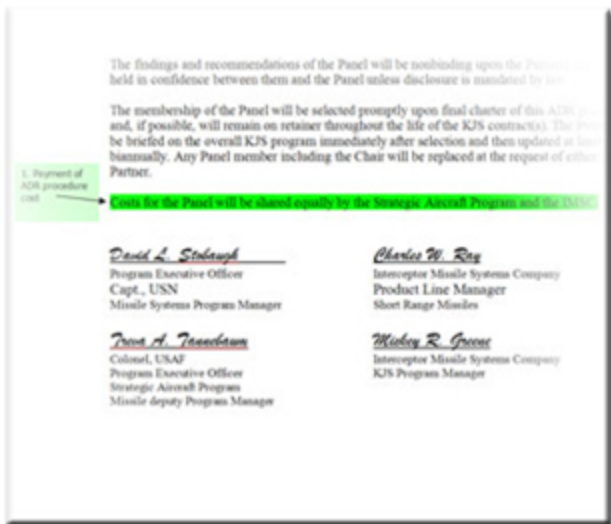 The findings and recommendations of the Panel will be nonbinding upon the
held in confidence between them and the Panel unless disclosure is mandated by
The membership of the Panel will be selected promptly upon final charter of this ADR
and, if possible, will remain on retainer throughout the life of the KJS contract(s). The
be briefed on the overall KJS program immediately after selection and then updated at
biannually. Any Panel member including the Chair will be replaced at the request of either
Partner.
1. Payment of
ADR procedure
cost
Costs for the Panel will be shared equally by the Strategic Aircraft Program and the IMSC.
David L. Stobaugh
Program Executive Officer
Capt., USN
Missile Systems Program Manager
Charles W. Ray
Interceptor Missile Systems Company
Product Line Manager
Short Range Missiles
Treva A. Tannebaum
Colonel, USAF
Program Executive Officer
Strategic Aircraft Program
Missile deputy Program Manager
Mickey R. Greene
Interceptor Missile Systems Company
KJS Program Manager